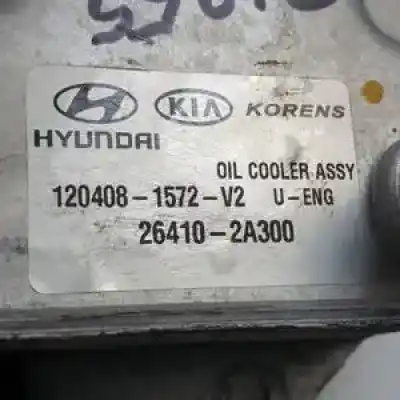 KIA KORENS
HYUNDAI
OIL COOLER ASSY
120408-1572-V2 U-ENG
26410-2A300